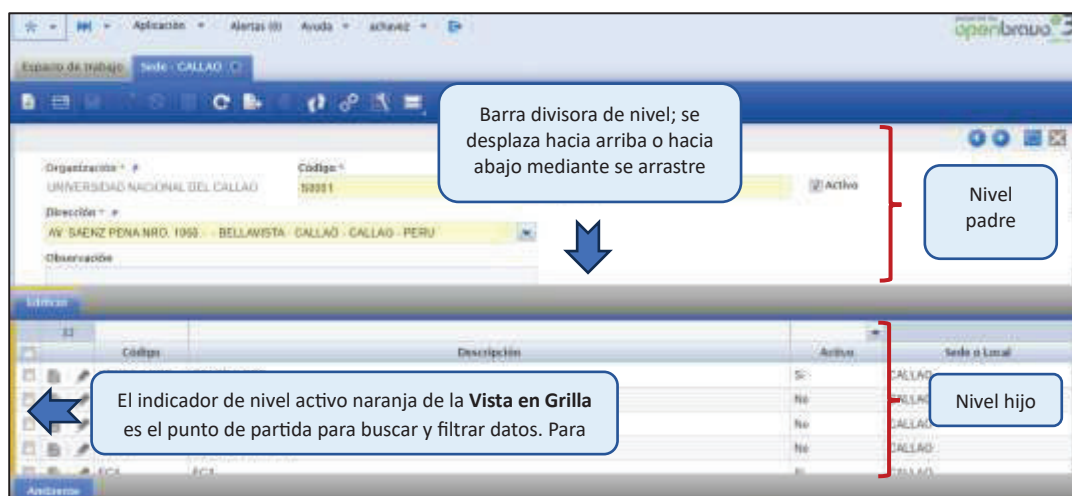 Aplicación Alertas (0) Ayuda achavez
openbravo 3
Espacio de trabajo Sede - CALLAO
Barra divisora de nivel; se
desplaza hacia arriba o hacia
abajo mediante se arrastre
Organización * Código *
UNIVERSIDAD NACIONAL DEL CALLAO S0001 Activo
Nivel
padre
Dirección *
AV. SAENZ PENA NRO. 1060 - BELLAVISTA - CALLAO - CALLAO - PERU
Observación
Edificio
Código Descripción Activo Sede o Local
Sí CALLAO
El indicador de nivel activo naranja de la Vista en Grilla
es el punto de partida para buscar y filtrar datos. Para
No CALLAO
Nivel hijo
No CALLAO
No CALLAO
CALLAO
Ambiente